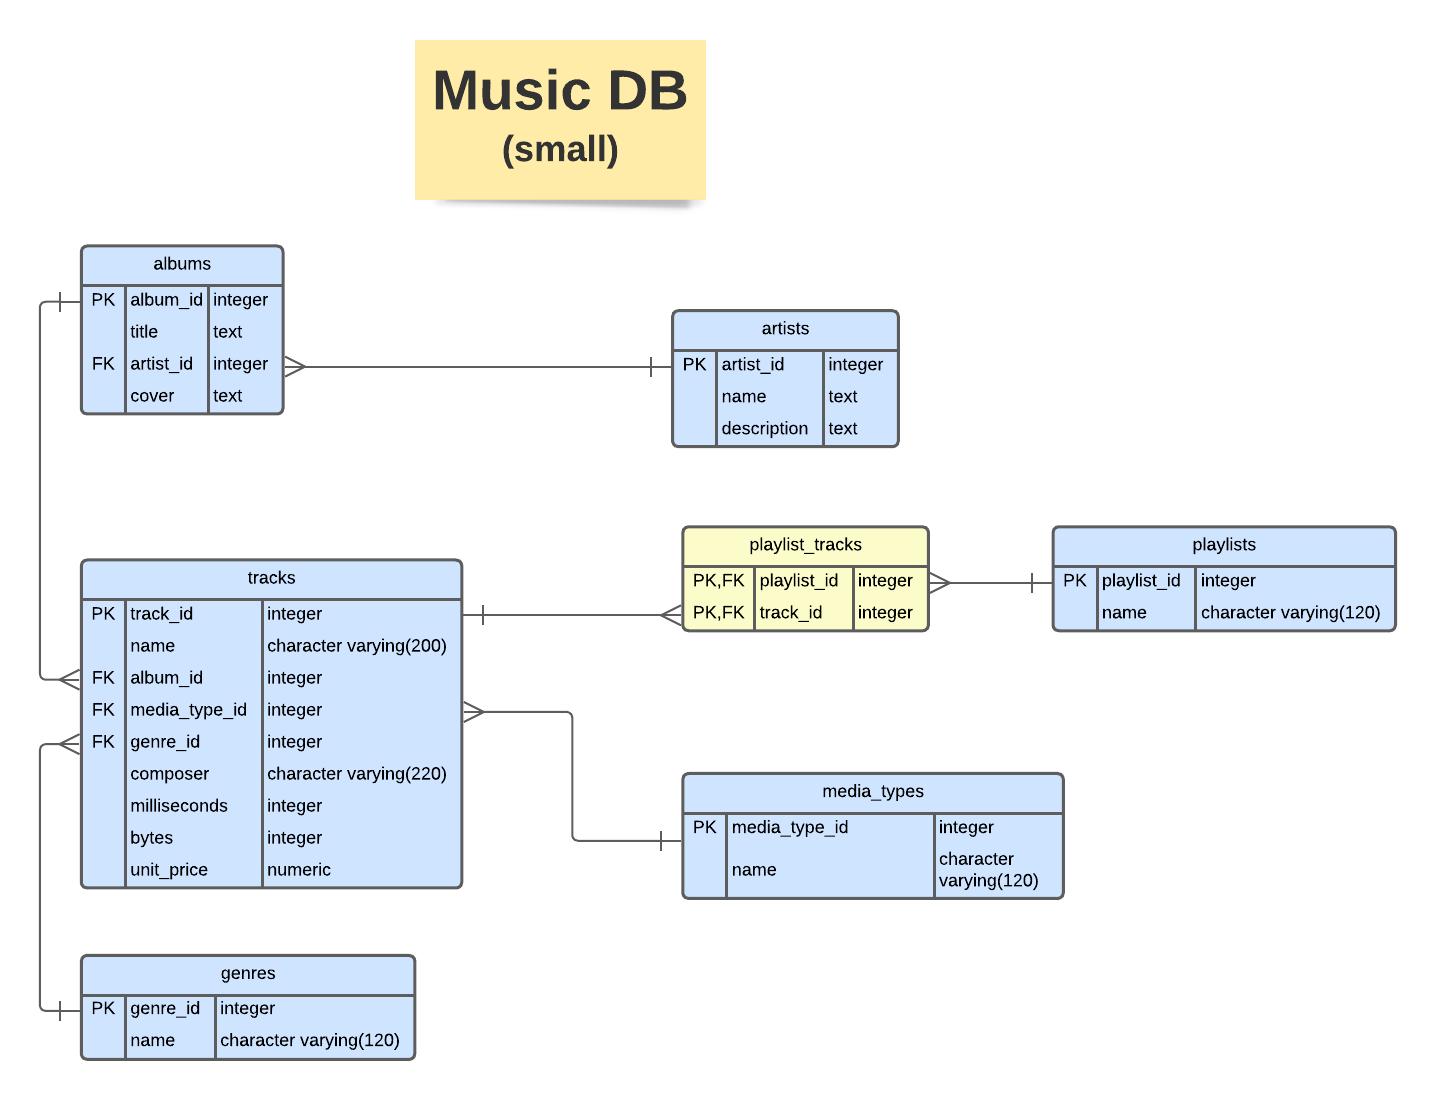 Music DB
(small)
albums
PK album_id integer
title text
FK artist_id integer
cover text
artists
PK artist_id integer
name text
description text
playlist_tracks
PK,FK playlist_id integer
PK,FK track_id integer
playlists
PK playlist_id integer
name character varying(120)
tracks
PK track_id integer
name character varying(200)
FK album_id integer
FK media_type_id integer
FK genre_id integer
composer character varying(220)
milliseconds integer
bytes integer
unit_price numeric
media_types
PK media_type_id integer
name character
varying(120)
genres
PK genre_id integer
name character varying(120)